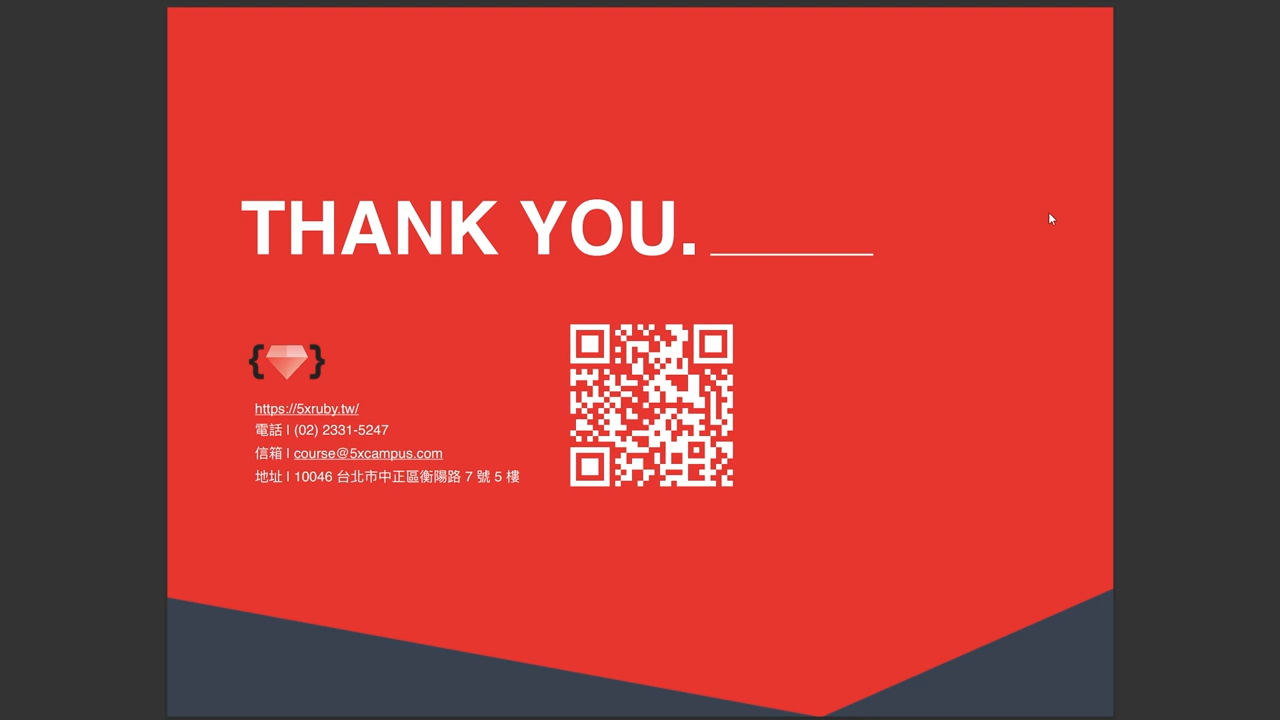 THANK YOU.
https://5xruby.tw/
電話 | (02) 2331-5247
信箱 | course@5xcampus.com
地址 | 10046 台北市中正區衡陽路 7 號 5 樓